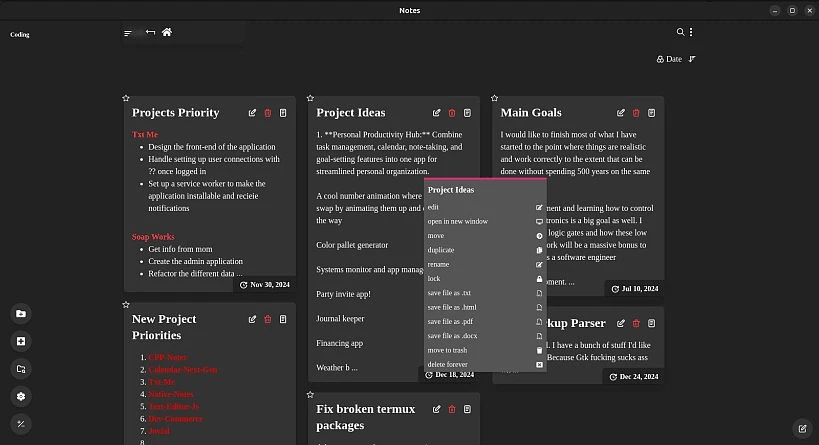 Notes
Coding
Date
Projects Priority
Txt Me
Design the front-end of the application
Handle setting up user connections with
?? once logged in
Set up a service worker to make the
application installable and recieie
notifications
Soap Works
Get info from mom
Create the admin application
Refactor the different data ...
Nov 30, 2024
New Project
Priorities
1. CPP-Notes
2. Calendar-Next-Gen
3. Txt-Me
4. Native-Notes
5. Text-Editor-Js
6. Dev-Commerce
7. Jwial
8.
Project Ideas
1. **Personal Productivity Hub:** Combine
task management, calendar, note-taking, and
goal-setting features into one app for
streamlined personal organization.
A cool number animation where
swap by animating them up and
the way
Color pallet generator
Systems monitor and app manag
Party invite app!
Journal keeper
Financing app
Weather b ...
Dec 18, 2024
Fix broken termux
packages
Project Ideas
edit
open in new window
move
duplicate
rename
lock
save file as .txt
save file as .html
save file as .pdf
save file as .docx
move to trash
delete forever
Main Goals
I would like to finish most of what I have
started to the point where things are realistic
and work correctly to the extent that can be
done without spending 500 years on the same
ment and learning how to control
tronics is a big goal as well. I
logic gates and how these low
ork will be a massive bonus to
s a software engineer
oment. ...
Jul 10, 2024
kup Parser
l. I have a bunch of stuff I'd like
Because Gtk fucking sucks ass
Dec 24, 2024